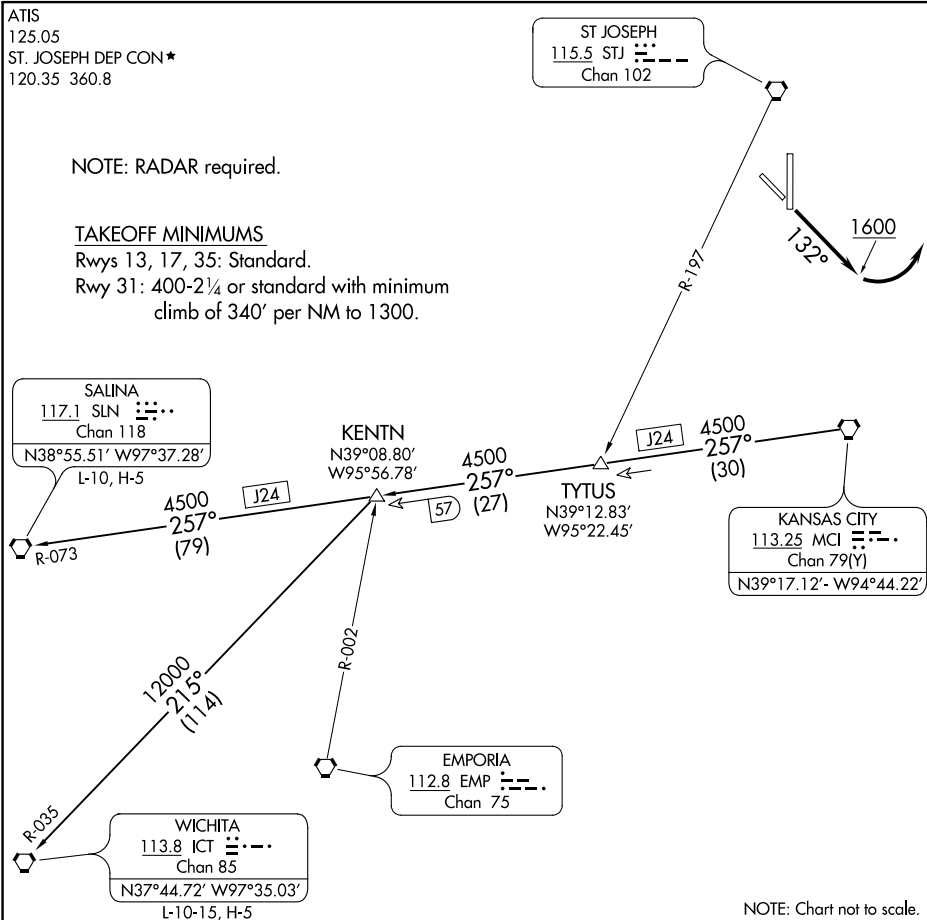 ATIS
125.05
ST. JOSEPH DEP CON★
120.35 360.8
ST JOSEPH
115.5 STJ
Chan 102
NOTE: RADAR required.
TAKEOFF MINIMUMS
Rwys 13, 17, 35: Standard.
Rwy 31: 400-2¼ or standard with minimum
climb of 340' per NM to 1300.
1600
132°
R-197
SALINA
117.1 SLN
Chan 118
N38°55.51' W97°37.28'
L-10, H-5
KENTN
N39°08.80'
W95°56.78'
4500
J24
257°
(79)
R-073
4500
257°
(27)
57
TYTUS
N39°12.83'
W95°22.45'
J24
4500
257°
(30)
KANSAS CITY
113.25 MCI
Chan 79(Y)
N39°17.12'- W94°44.22'
R-002
12000
215°
(114)
R-035
EMPORIA
112.8 EMP
Chan 75
WICHITA
113.8 ICT
Chan 85
N37°44.72' W97°35.03'
L-10-15, H-5
NOTE: Chart not to scale.